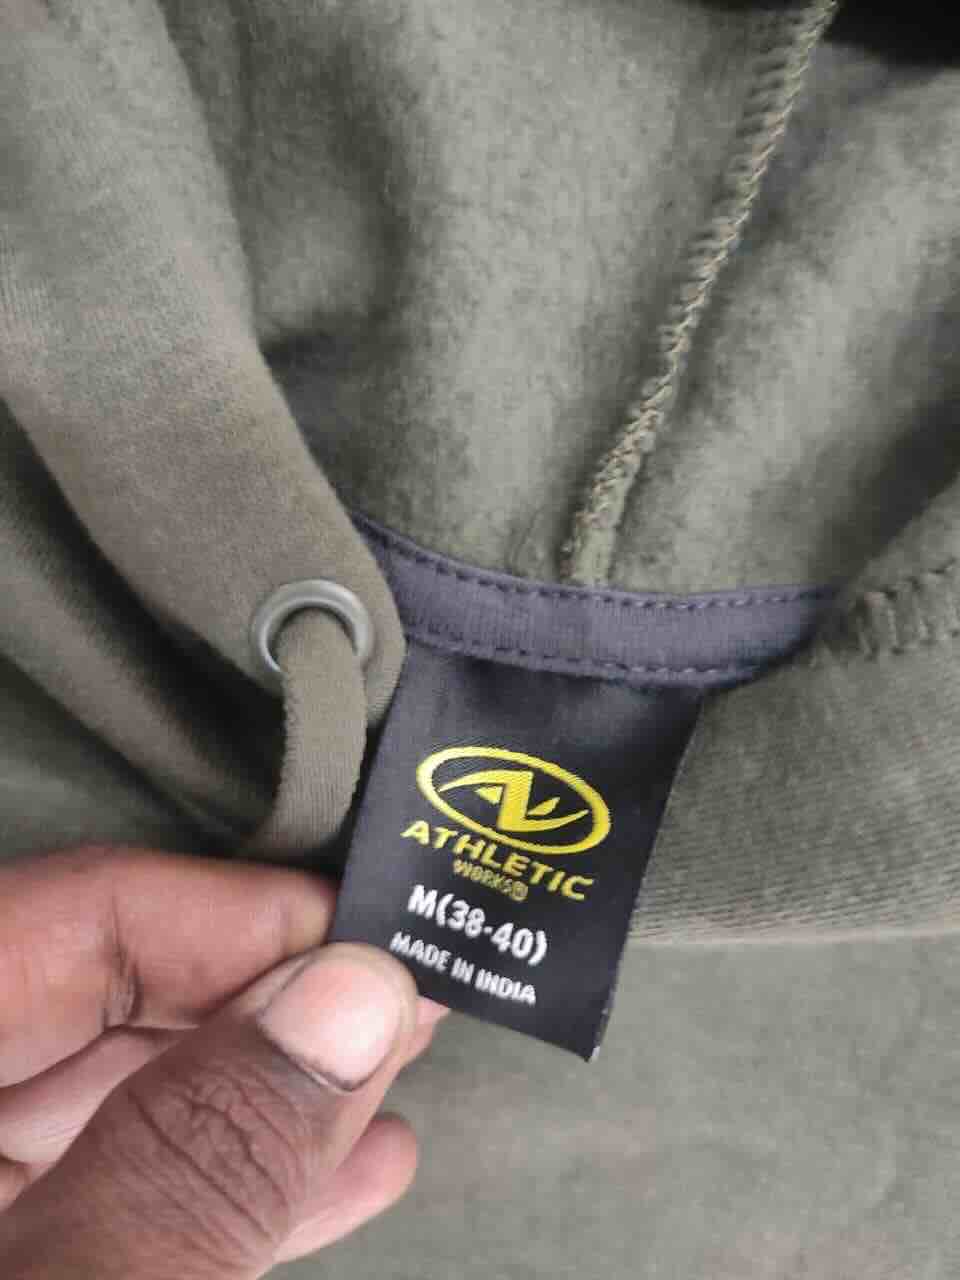 ATHLETIC
WORKS®
M(38-40)
MADE IN INDIA